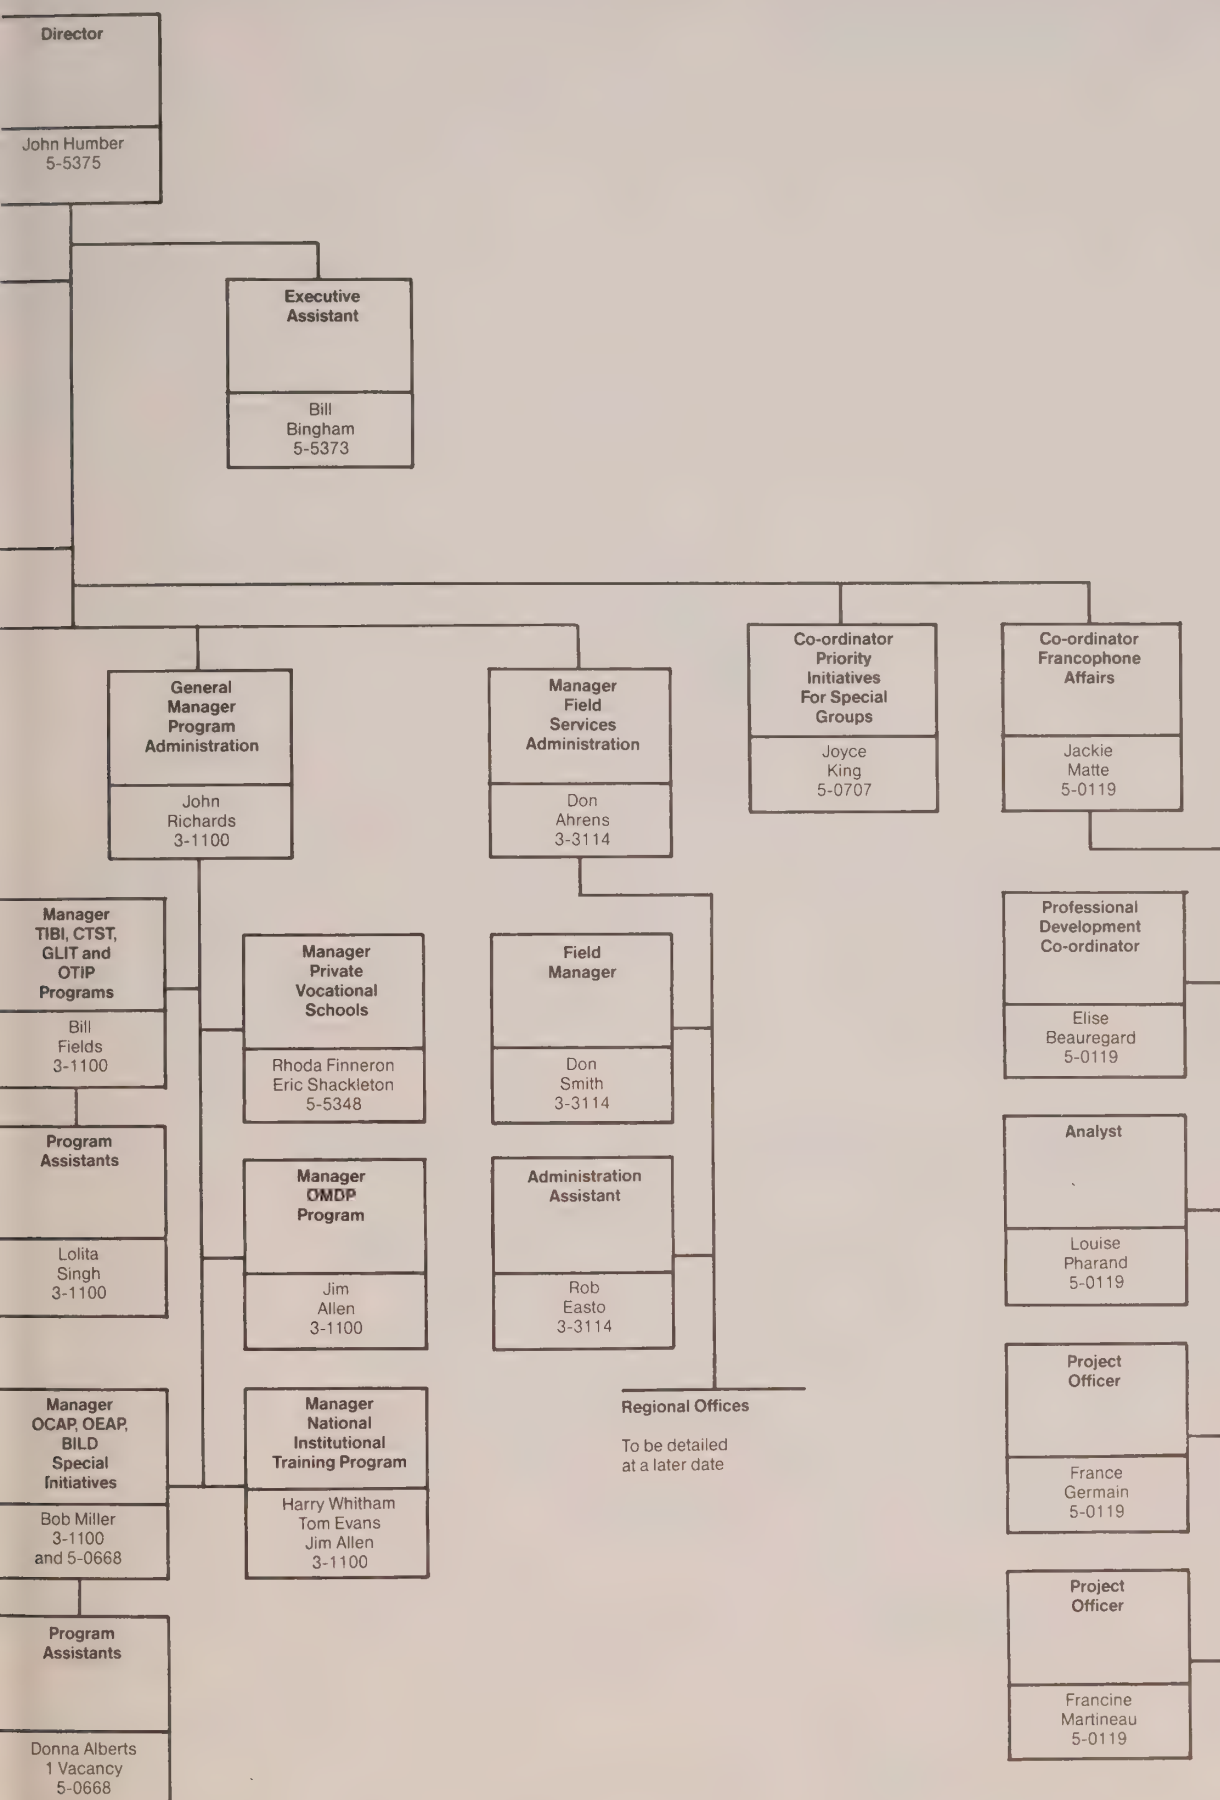 Director
John Humber
5-5375
Executive
Assistant
Bill
Bingham
5-5373
General
Manager
Program
Administration
John
Richards
3-1100
Manager
Field
Services
Administration
Don
Ahrens
3-3114
Co-ordinator
Priority
Initiatives
For Special
Groups
Joyce
King
5-0707
Co-ordinator
Francophone
Affairs
Jackie
Matte
5-0119
Manager
TIBI, CTST,
GLIT and
OTIP
Programs
Bill
Fields
3-1100
Manager
Private
Vocational
Schools
Rhoda Finneron
Eric Shackleton
5-5348
Field
Manager
Don
Smith
3-3114
Professional
Development
Co-ordinator
Elise
Beauregard
5-0119
Program
Assistants
Lolita
Singh
3-1100
Manager
OMDP
Program
Jim
Allen
3-1100
Administration
Assistant
Rob
Easto
3-3114
Analyst
Louise
Pharand
5-0119
Manager
OCAP, OEAP,
BILD
Special
Initiatives
Bob Miller
3-1100
and 5-0668
Manager
National
Institutional
Training Program
Harry Whitham
Tom Evans
Jim Allen
3-1100
Regional Offices
To be detailed
at a later date
Project
Officer
France
Germain
5-0119
Program
Assistants
Donna Alberts
1 Vacancy
5-0668
Project
Officer
Francine
Martineau
5-0119